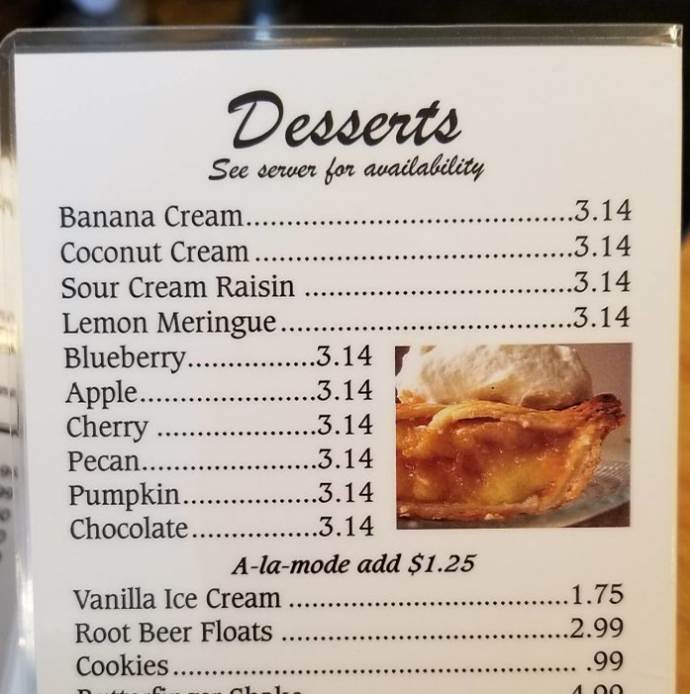 Desserts
See server for availability
Banana Cream....................................3.14
Coconut Cream...................................3.14
Sour Cream Raisin ..............................3.14
Lemon Meringue................................3.14
Blueberry...............3.14
Apple.....................3.14
Cherry ...................3.14
Pecan.....................3.14
Pumpkin................3.14
Chocolate...............3.14
A-la-mode add $1.25
Vanilla Ice Cream ...............................1.75
Root Beer Floats ................................2.99
Cookies............................................. .99